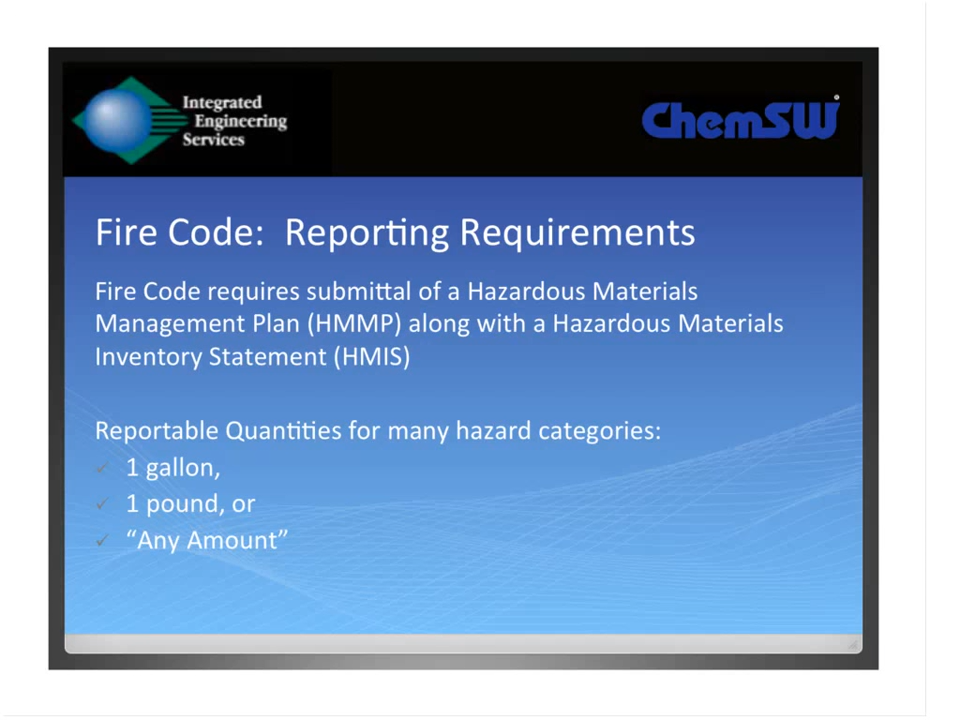 Integrated
Engineering
Services
ChemSW®
Fire Code: Reporting Requirements
Fire Code requires submittal of a Hazardous Materials
Management Plan (HMMP) along with a Hazardous Materials
Inventory Statement (HMIS)
Reportable Quantities for many hazard categories:
✓ 1 gallon,
✓ 1 pound, or
✓ “Any Amount”